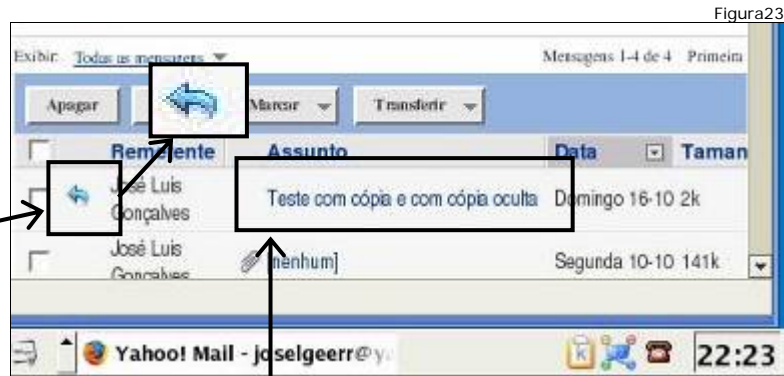 Figura23
Exibir: Todas as mensagens Mensagens 1-4 de 4 Primeira
Apagar Marcar Transferir
Remetente Assunto Data Taman
José Luis Gonçalves Teste com cópia e com cópia oculta Domingo 16-10 2k
José Luis Gonçalves [nenhum] Segunda 10-10 141k
Yahoo! Mail - joselgeerr@y
22:23